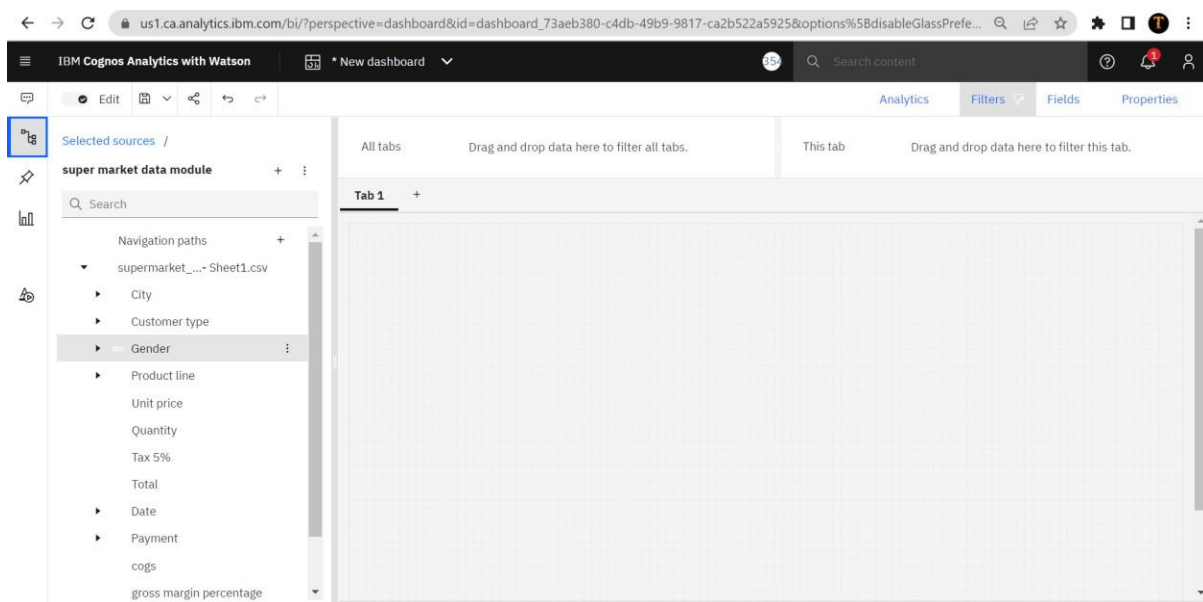 us1.ca.analytics.ibm.com/bi/?perspective=dashboard&id=dashboard_73aeb380-c4db-49b9-9817-ca2b522a5925&options%5BdisableGlassPrefe...
T
IBM Cognos Analytics with Watson
* New dashboard
354
Search content
1
Edit
Analytics
Filters
Fields
Properties
Selected sources /
super market data module
Search
All tabs
Drag and drop data here to filter all tabs.
This tab
Drag and drop data here to filter this tab.
Tab 1
Navigation paths
supermarket_...- Sheet1.csv
City
Customer type
Gender
Product line
Unit price
Quantity
Tax 5%
Total
Date
Payment
cogs
gross margin percentage